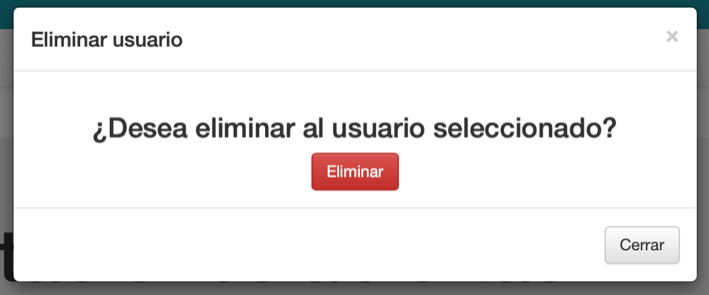 Eliminar usuario
×
¿Desea eliminar al usuario seleccionado?
Eliminar
Cerrar